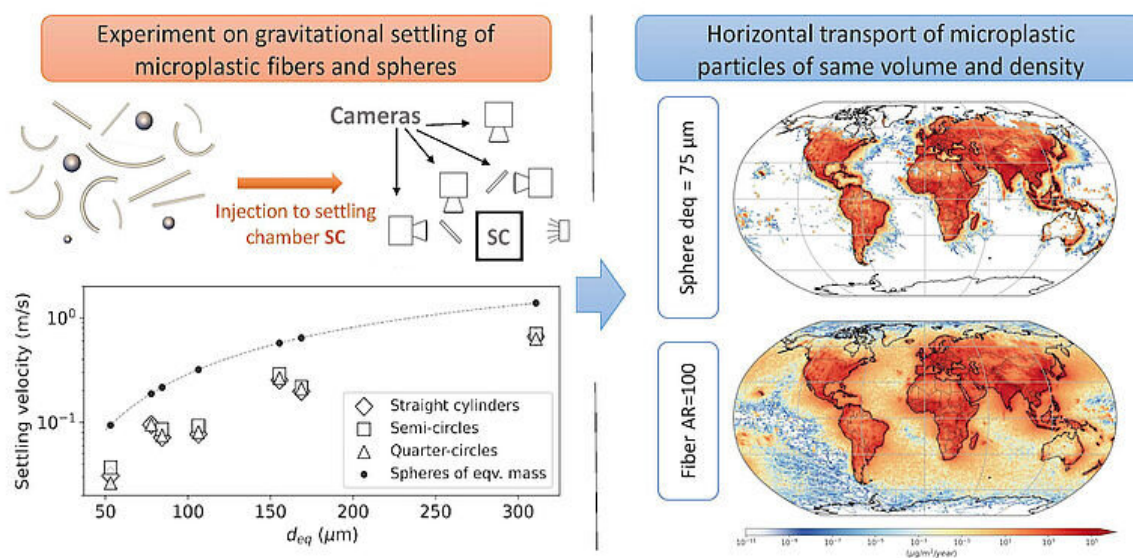 Experiment on gravitational settling of
microplastic fibers and spheres
Cameras
Injection to settling
chamber SC
SC
Settling velocity (m/s)
10⁰
10⁻¹
Straight cylinders
Semi-circles
Quarter-circles
Spheres of eqv. mass
50 100 150 200 250 300
d_eq (μm)
Horizontal transport of microplastic
particles of same volume and density
Sphere deq = 75 μm
Fiber AR=100
(μg/m²/year)